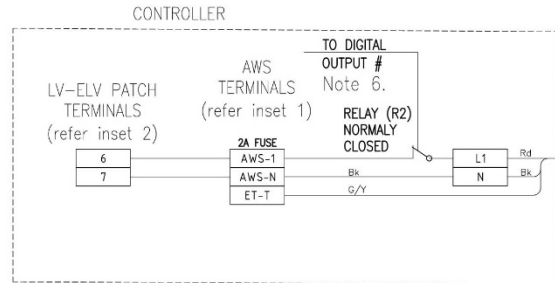 CONTROLLER
TO DIGITAL
OUTPUT #
Note 6.
AWS
TERMINALS
(refer inset 1)
LV-ELV PATCH
TERMINALS
(refer inset 2)
RELAY (R2)
NORMALY
CLOSED
2A FUSE
6
AWS-1
L1
Rd
7
AWS-N
Bk
N
Bk
ET-T
G/Y